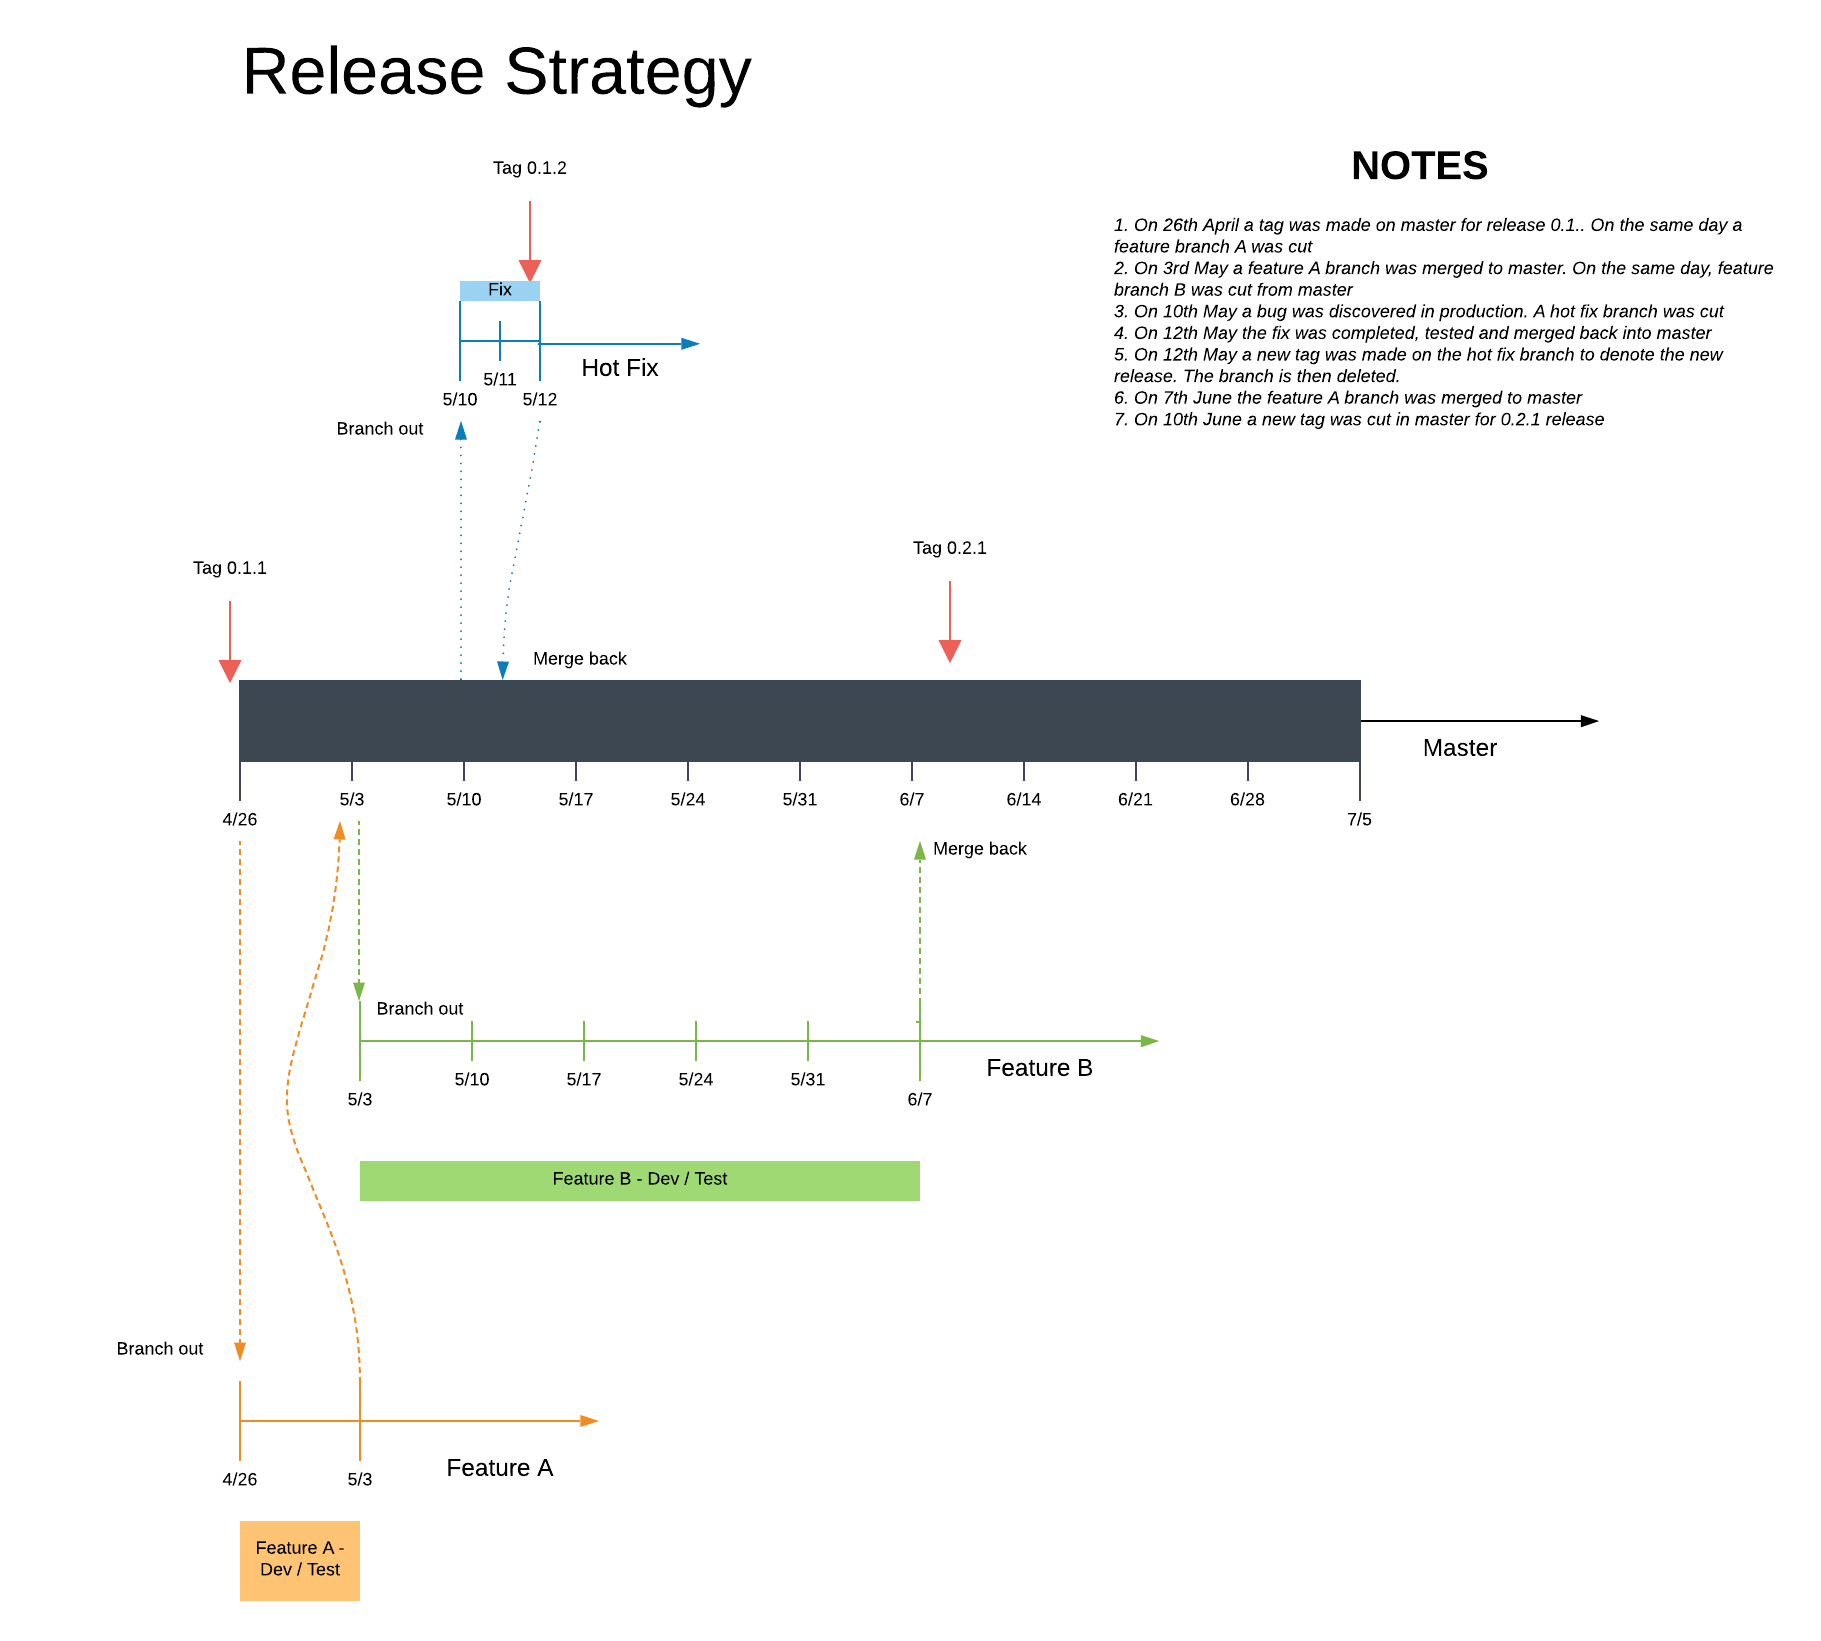 Release Strategy
NOTES
1. On 26th April a tag was made on master for release 0.1.. On the same day a
feature branch A was cut
2. On 3rd May a feature A branch was merged to master. On the same day, feature
branch B was cut from master
3. On 10th May a bug was discovered in production. A hot fix branch was cut
4. On 12th May the fix was completed, tested and merged back into master
5. On 12th May a new tag was made on the hot fix branch to denote the new
release. The branch is then deleted.
6. On 7th June the feature A branch was merged to master
7. On 10th June a new tag was cut in master for 0.2.1 release
Tag 0.1.2
Fix
Hot Fix
5/11
5/10
5/12
Branch out
Tag 0.2.1
Tag 0.1.1
Merge back
Master
5/3
5/10
5/17
5/24
5/31
6/7
6/14
6/21
6/28
4/26
7/5
Merge back
Branch out
Feature B
5/10
5/17
5/24
5/31
5/3
6/7
Feature B - Dev / Test
Branch out
Feature A
4/26
5/3
Feature A -
Dev / Test